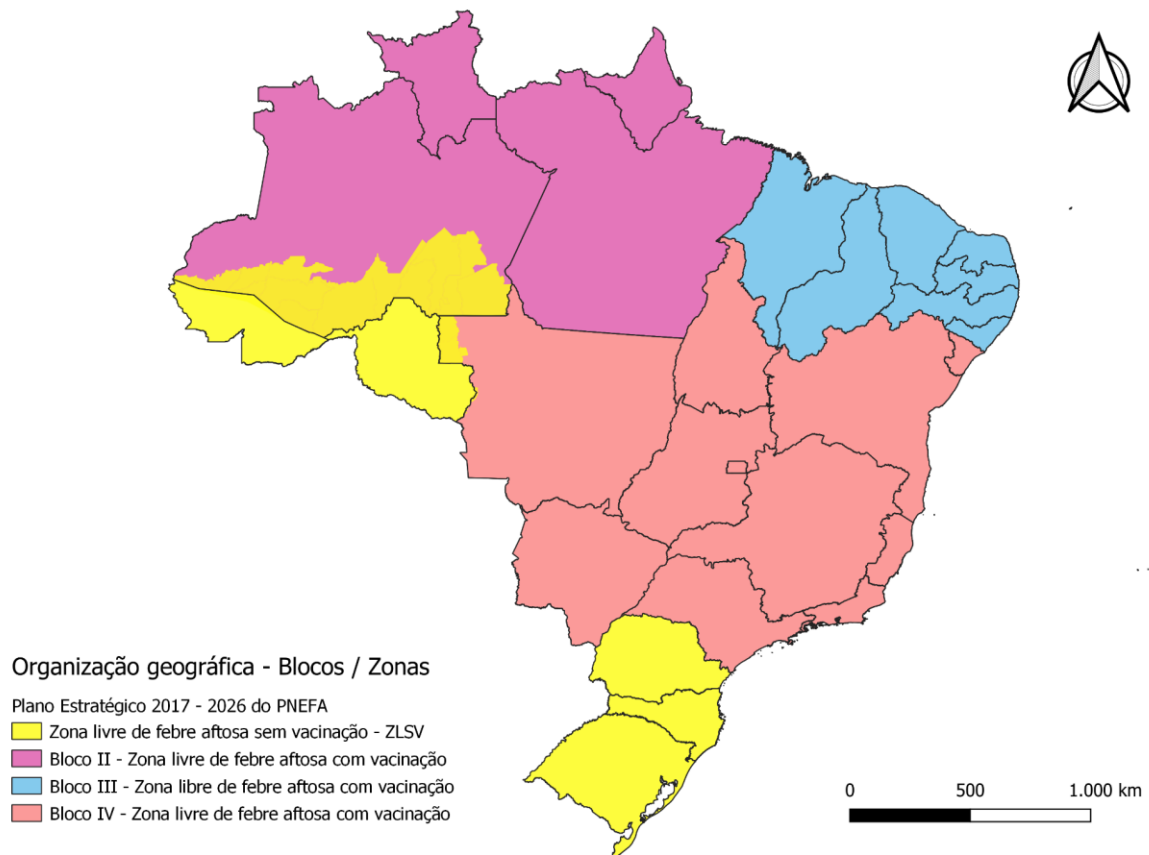 Organização geográfica - Blocos / Zonas
Plano Estratégico 2017 - 2026 do PNEFA
Zona livre de febre aftosa sem vacinação - ZLSV
Bloco II - Zona livre de febre aftosa com vacinação
Bloco III - Zona libre de febre aftosa com vacinação
Bloco IV - Zona livre de febre aftosa com vacinação
0 500 1.000 km